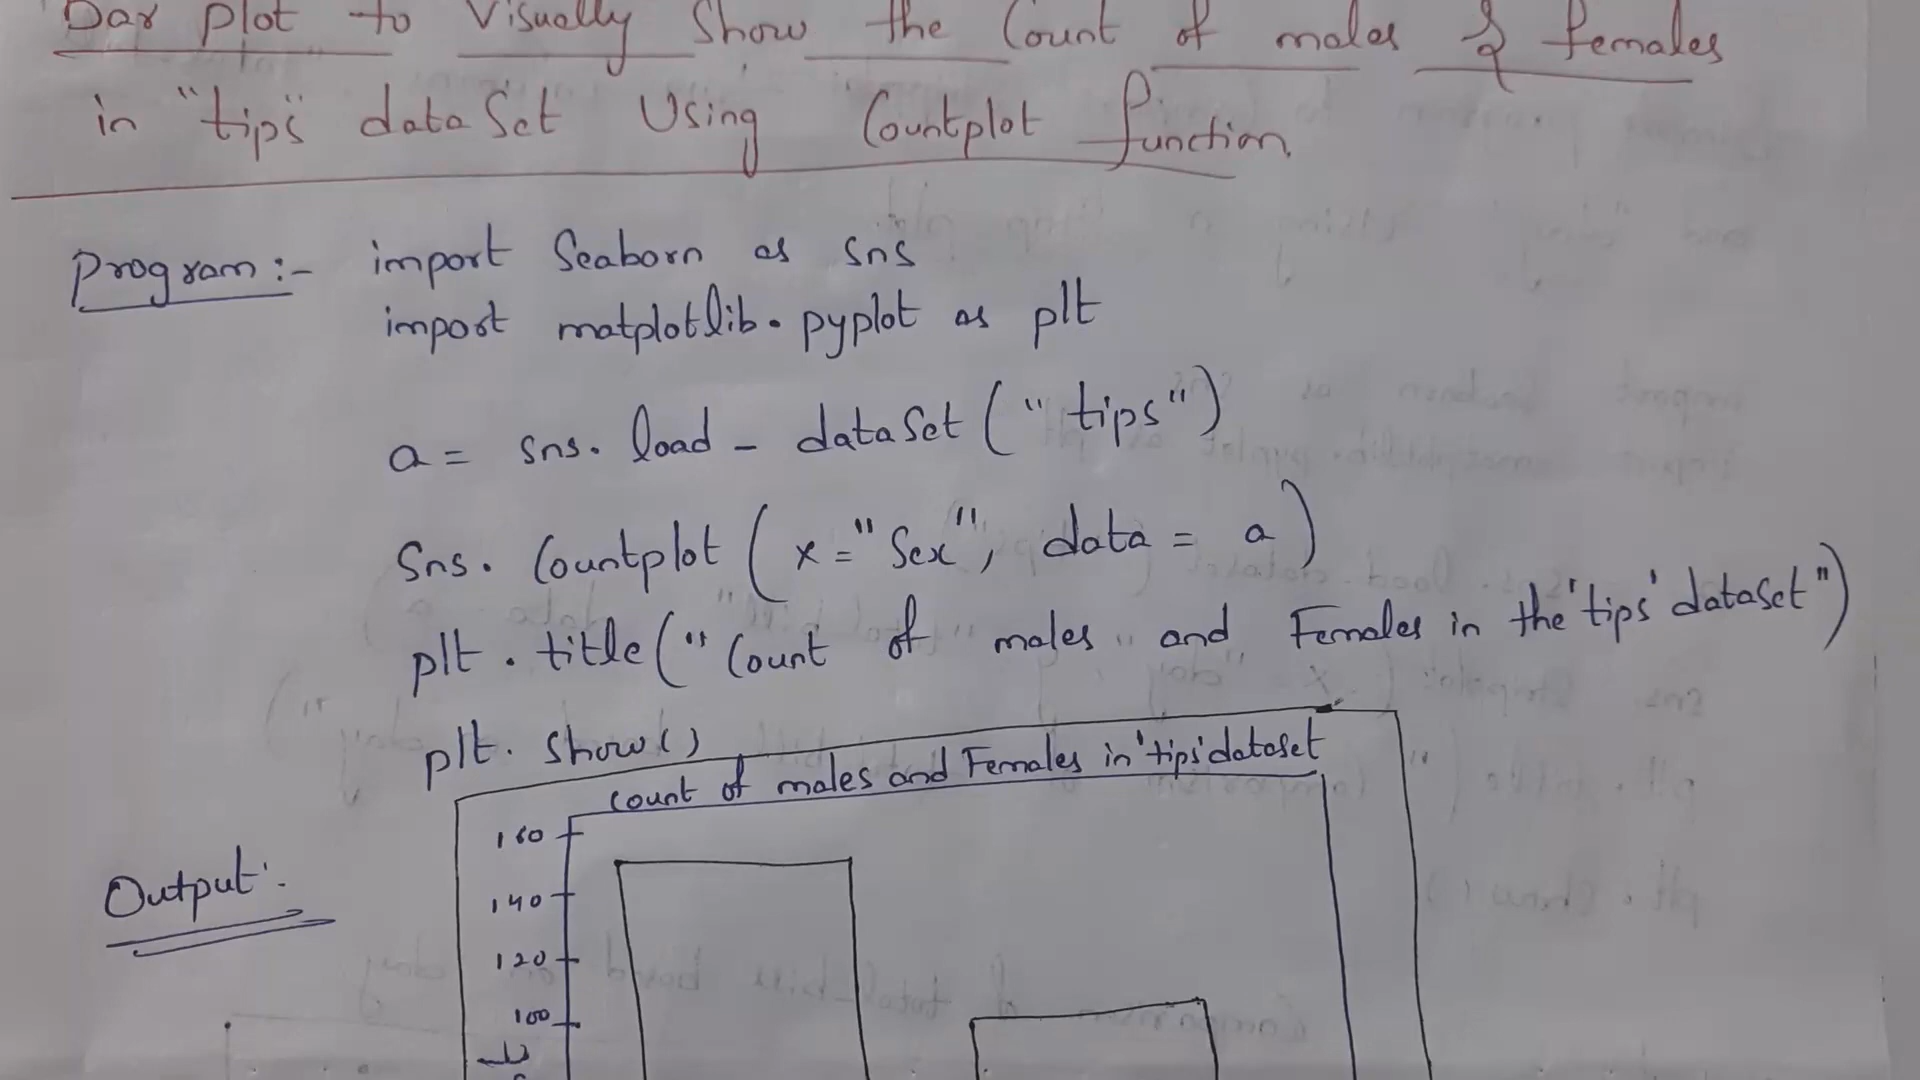 Bar plot to Visually Show the Count of males & females
in "tips" dataSet Using Countplot function.
Program :- import Seaborn as sns
import matplotlib.pyplot as plt
a = sns.load_dataSet("tips")
Sns.Countplot(x="Sex", data = a)
plt.title("Count of males and Females in the 'tips' dataSet")
plt.show()
Count of males and Females in 'tips' dataSet
Output:-
160
140
120
100